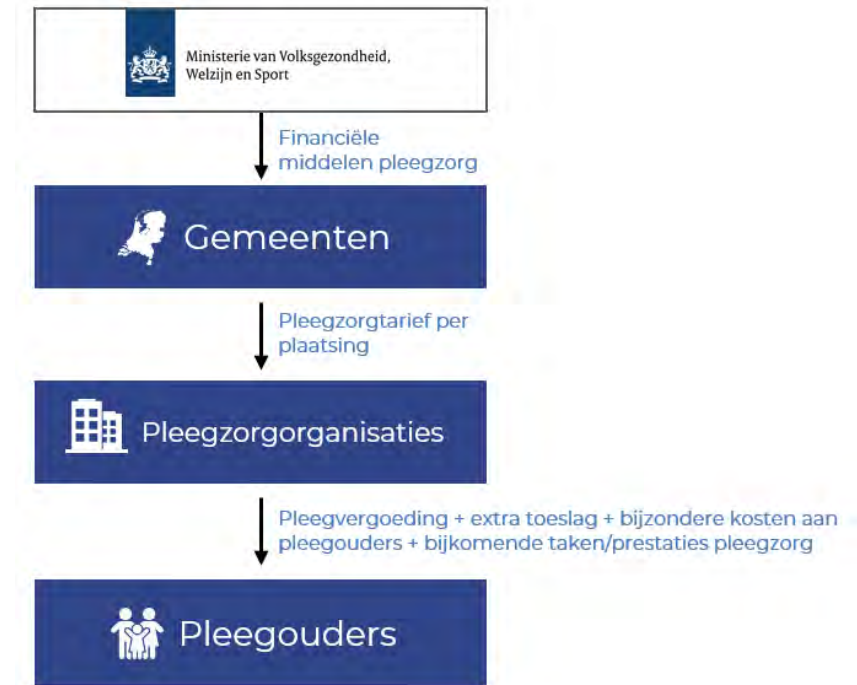 Ministerie van Volksgezondheid,
Welzijn en Sport
Financiële
middelen pleegzorg
Gemeenten
Pleegzorgtarief per
plaatsing
Pleegzorgorganisaties
Pleegvergoeding + extra toeslag + bijzondere kosten aan
pleegouders + bijkomende taken/prestaties pleegzorg
Pleegouders